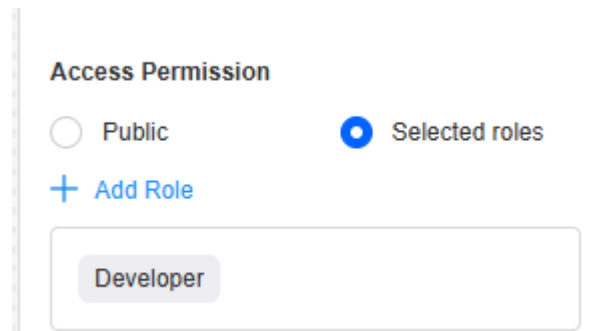 Access Permission
Public Selected roles
Add Role
Developer